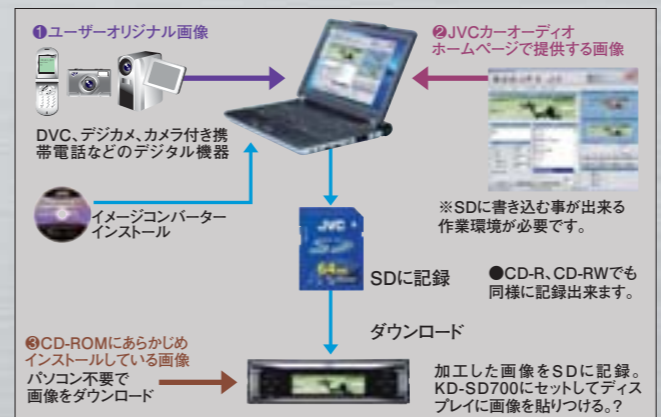 ❶ユーザーオリジナル画像
DVC、デジカメ、カメラ付き携
帯電話などのデジタル機器
イメージコンバーター
インストール
❷JVCカーオーディオ
ホームページで提供する画像
※SDに書き込む事が出来る
作業環境が必要です。
JVC
SD
64
SDに記録
●CD-R、CD-RWでも
同様に記録出来ます。
ダウンロード
❸CD-ROMにあらかじめ
インストールしている画像
パソコン不要で
画像をダウンロード
加工した画像をSDに記録。
KD-SD700にセットしてディス
プレイに画像を貼りつける。?